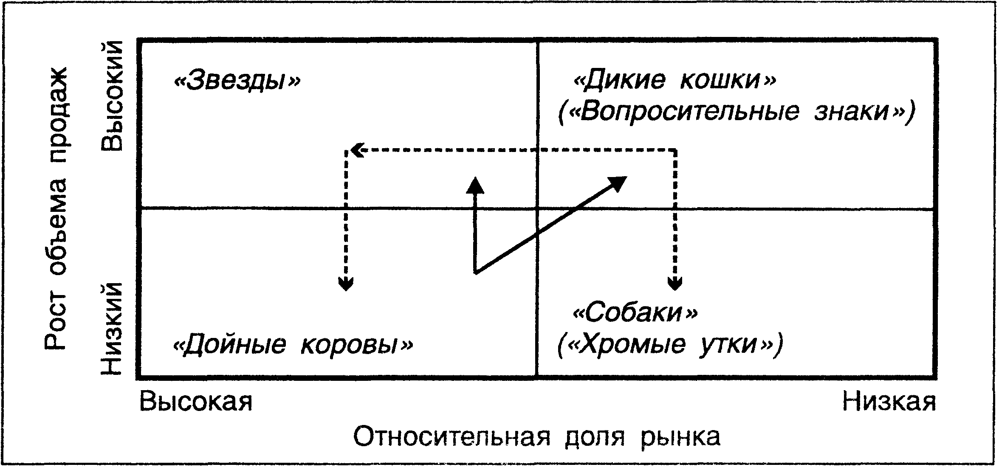 Рост объема продаж
Высокий
Низкий
«Звезды»
«Дикие кошки»
(«Вопросительные знаки»)
«Дойные коровы»
«Собаки»
(«Хромые утки»)
Высокая
Низкая
Относительная доля рынка